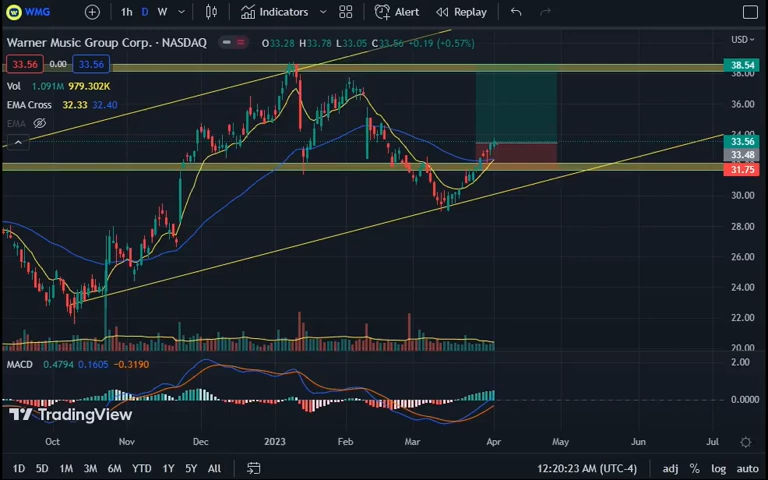 WMG 1h D W Indicators Alert Replay
Warner Music Group Corp. · NASDAQ O33.28 H33.78 L33.05 C33.56 +0.19 (+0.57%) USD
33.56 0.00 33.56
38.54
38.00
Vol 1.091M 979.302K
EMA Cross 32.33 32.40
36.00
EMA
34.00
33.56
33.48
31.75
30.00
28.00
26.00
24.00
22.00
20.00
MACD 0.4794 0.1605 −0.3190
2.00
0.0000
TradingView
Oct Nov Dec 2023 Feb Mar Apr May Jun Jul
1D 5D 1M 3M 6M YTD 1Y 5Y All 12:20:23 AM (UTC-4) adj % log auto